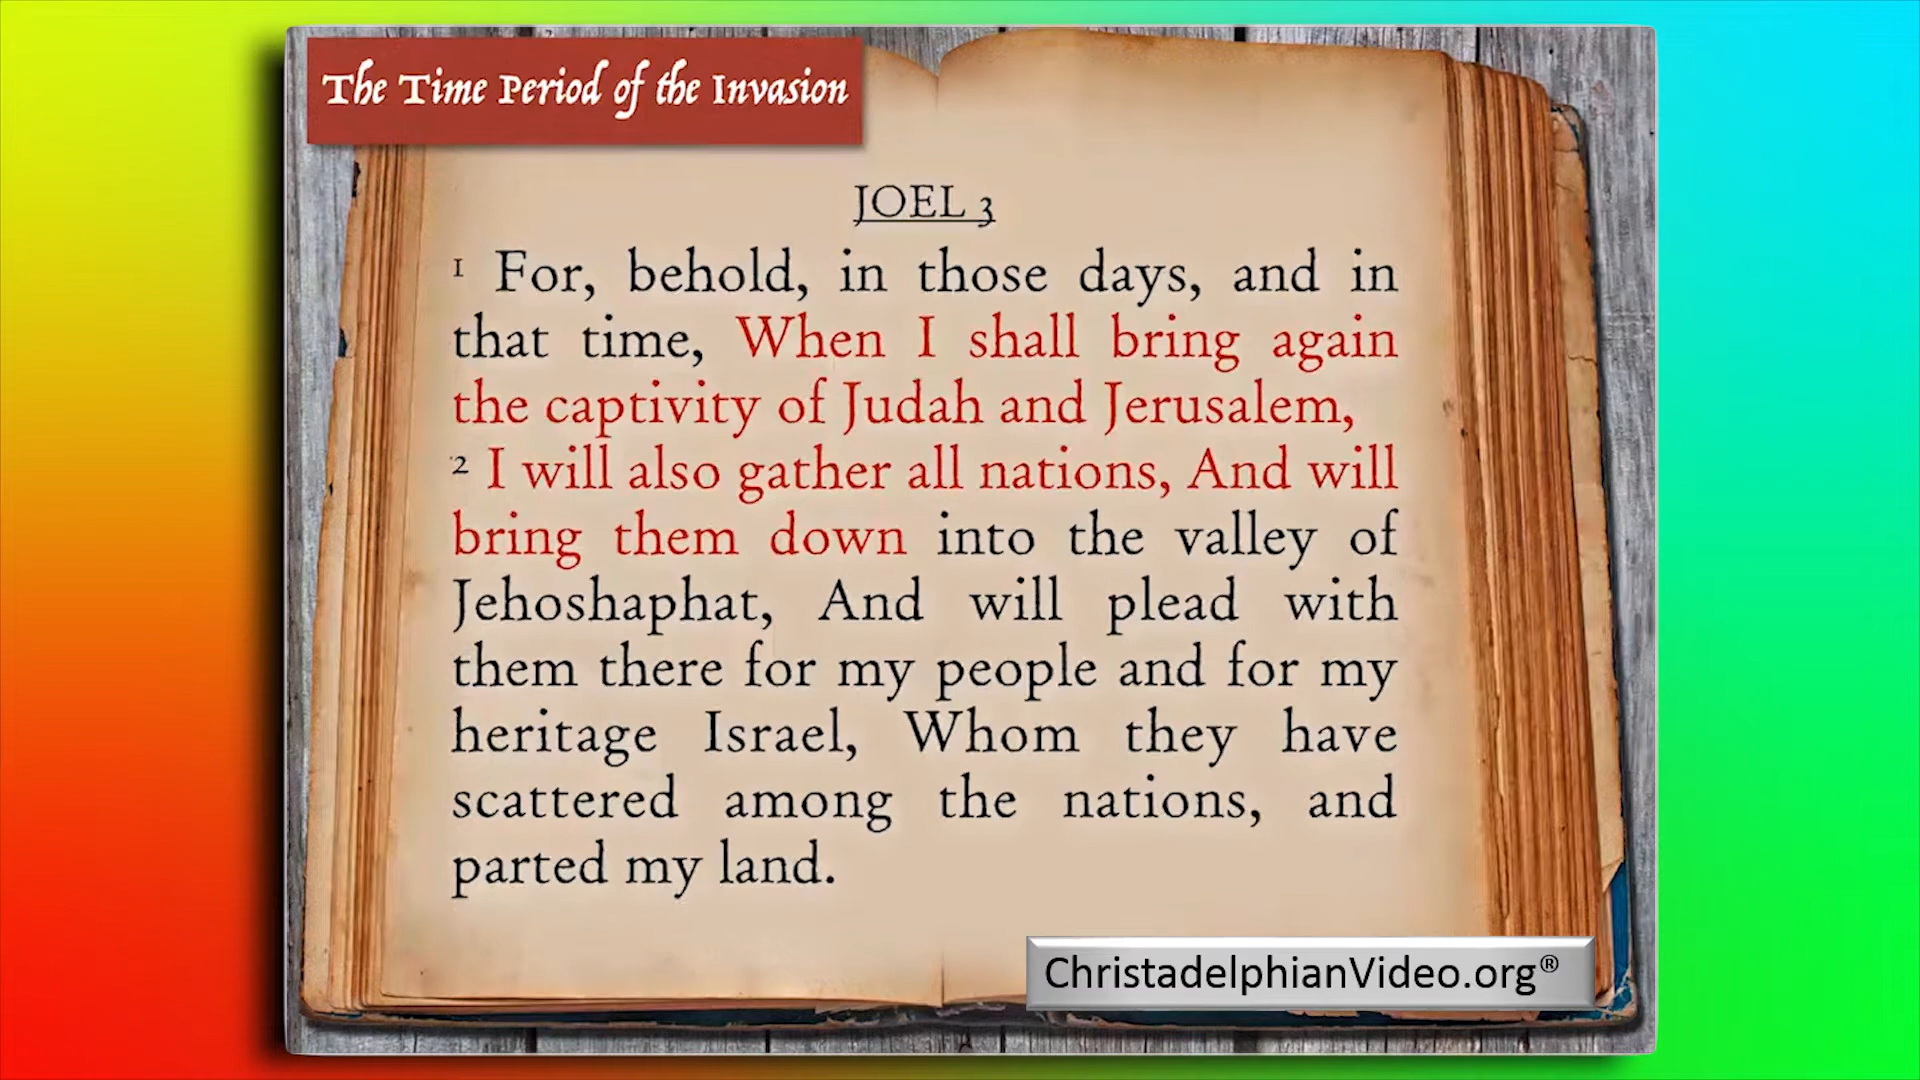 The Time Period of the Invasion
JOEL 3
1 For, behold, in those days, and in
that time, When I shall bring again
the captivity of Judah and Jerusalem,
2 I will also gather all nations, And will
bring them down into the valley of
Jehoshaphat, And will plead with
them there for my people and for my
heritage Israel, Whom they have
scattered among the nations, and
parted my land.
ChristadelphianVideo.org®